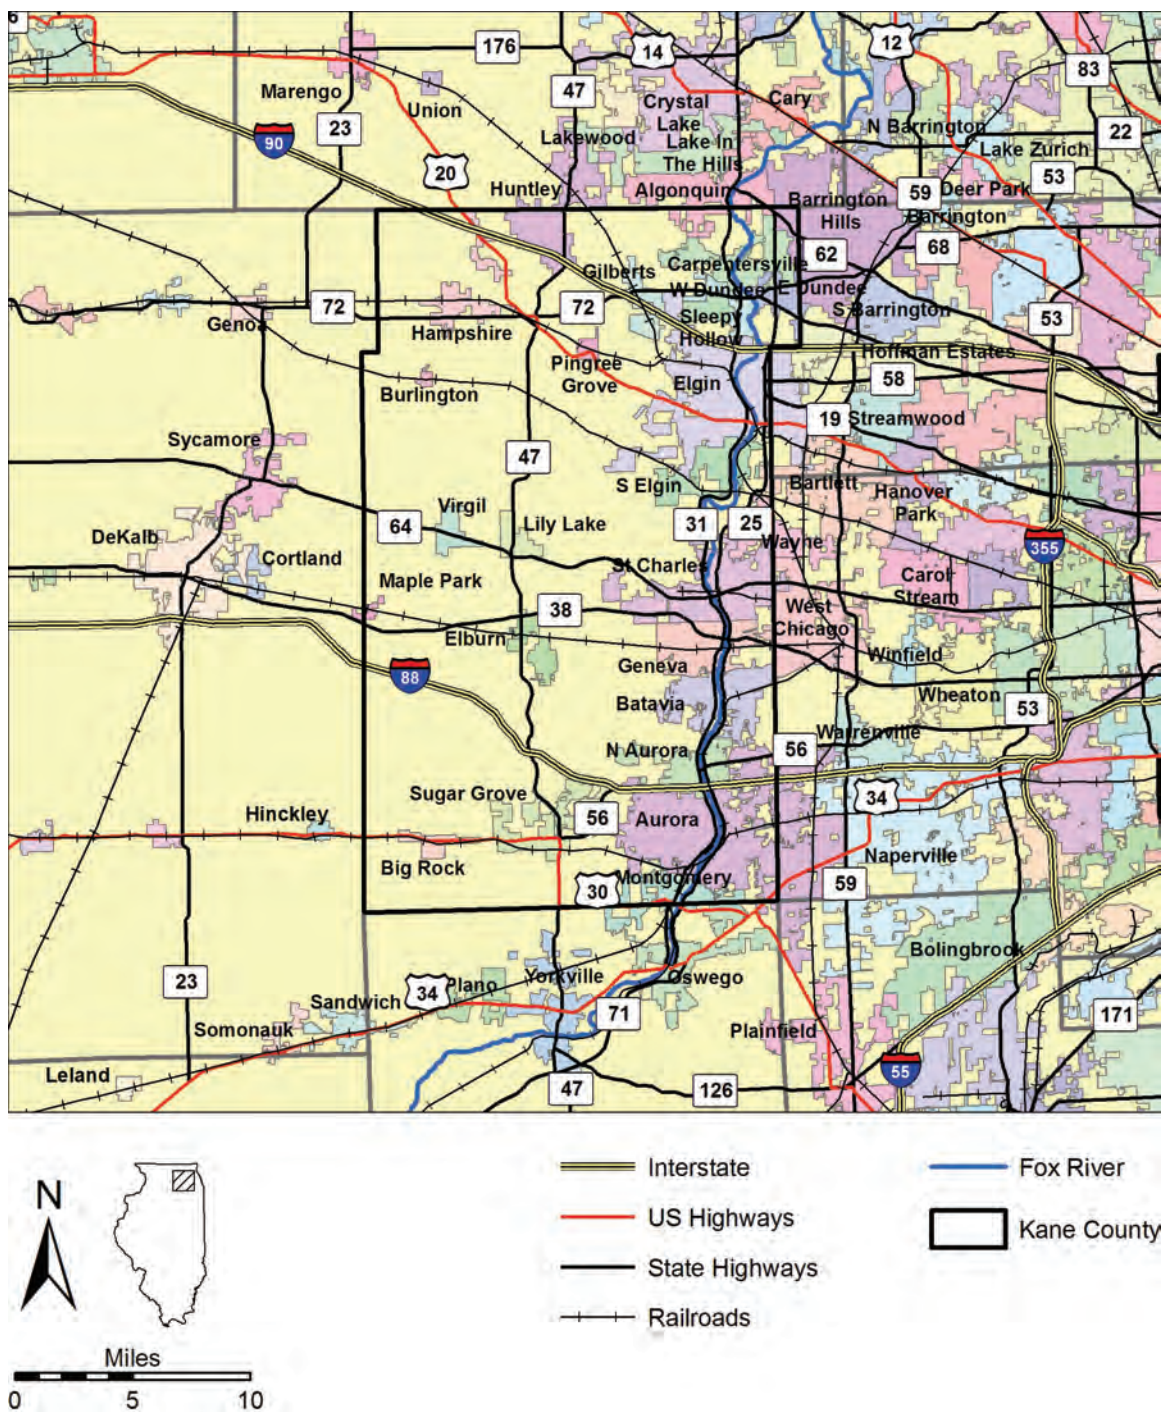 6
176
14
12
83
Marengo
Union
47
Crystal
Lake
Cary
23
90
Lakewood
Lake In
The Hills
N Barrington
22
Lake Zurich
20
Huntley
Algonquin
Barrington
Hills
59
Deer Park
53
Barrington
62
68
Gilberts
Carpentersville
W Dundee
E Dundee
S Barrington
Genoa
72
Hampshire
72
Sleepy
Hollow
53
Hoffman Estates
Pingree
Grove
Elgin
58
Burlington
19
Streamwood
Sycamore
47
S Elgin
Bartlett
Hanover
Park
DeKalb
64
Virgil
Lily Lake
31
25
Wayne
355
Cortland
Maple Park
St Charles
Carol
Stream
38
West
Chicago
Elburn
Geneva
Winfield
88
Batavia
Wheaton
53
N Aurora
56
Warrenville
Sugar Grove
34
Hinckley
56
Aurora
Big Rock
Naperville
30
Montgomery
59
23
34
Plano
Yorkville
Oswego
Bolingbrook
Sandwich
71
Somonauk
Plainfield
171
Leland
47
126
55
N
Interstate
US Highways
State Highways
Railroads
Fox River
Kane County
Miles
0 5 10